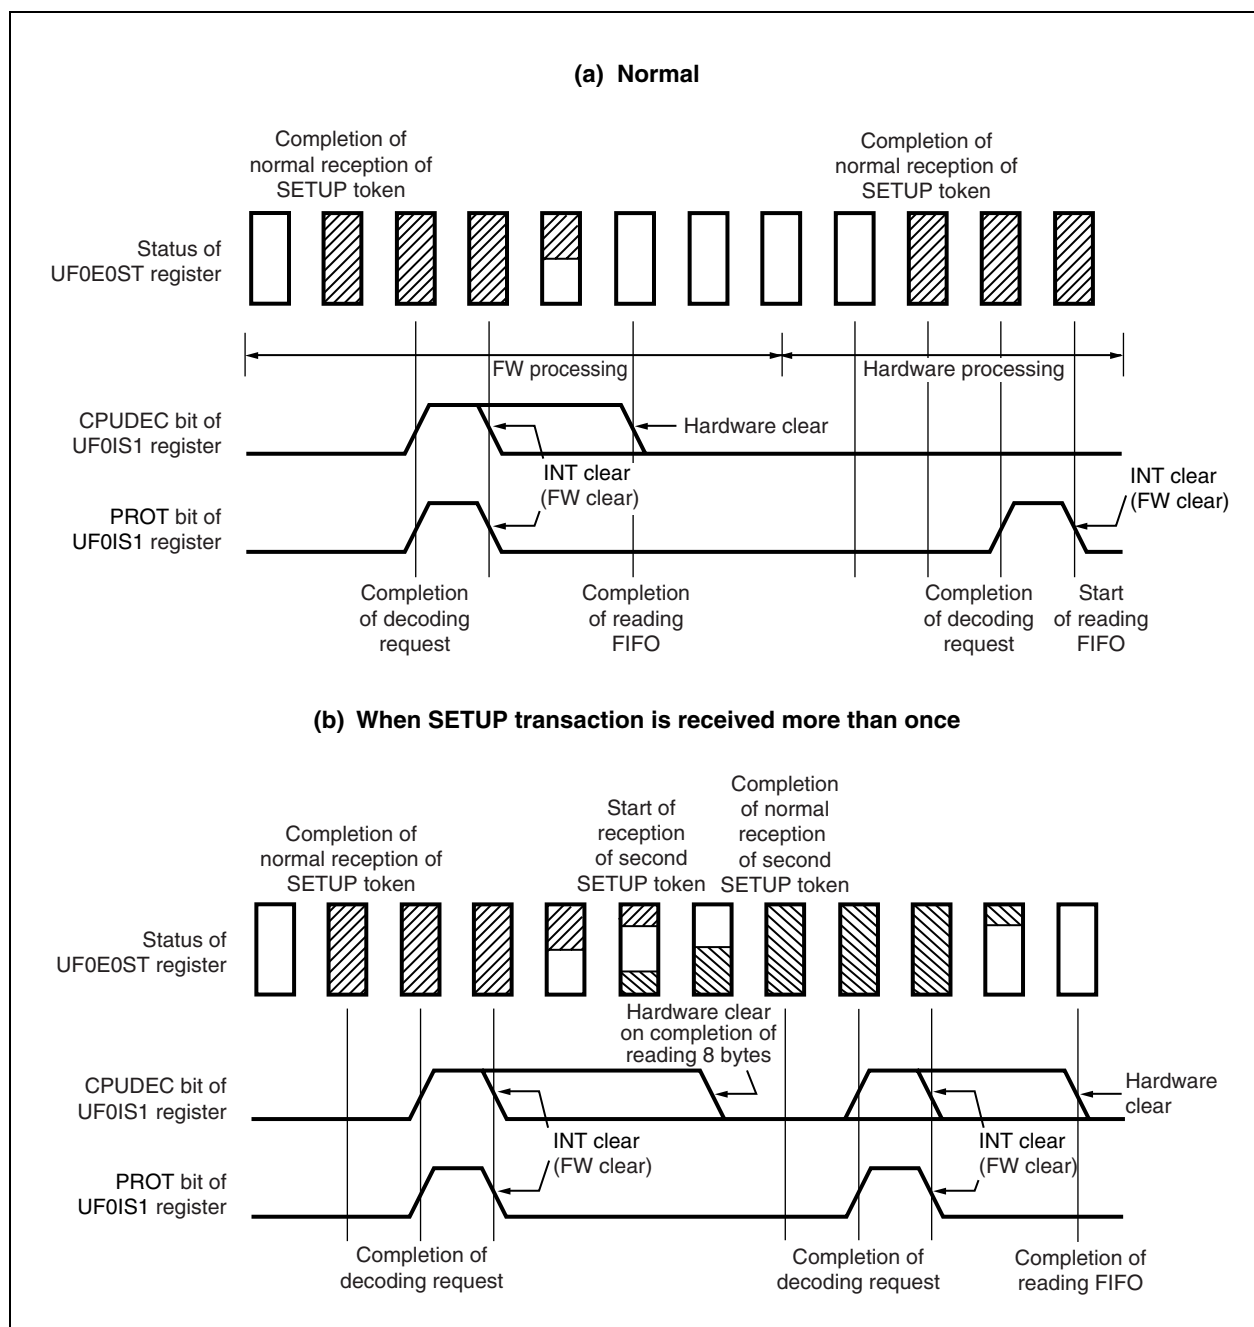 (a) Normal
Completion of
normal reception of
SETUP token
Completion of
normal reception of
SETUP token
Status of
UF0E0ST register
FW processing
Hardware processing
CPUDEC bit of
UF0IS1 register
Hardware clear
INT clear
(FW clear)
INT clear
(FW clear)
PROT bit of
UF0IS1 register
Completion
of decoding
request
Completion
of reading
FIFO
Completion
of decoding
request
Start
of reading
FIFO
(b) When SETUP transaction is received more than once
Completion of
normal reception of
SETUP token
Start of
reception
of second
SETUP token
Completion
of normal
reception
of second
SETUP token
Status of
UF0E0ST register
Hardware clear
on completion of
reading 8 bytes
CPUDEC bit of
UF0IS1 register
Hardware
clear
INT clear
(FW clear)
INT clear
(FW clear)
PROT bit of
UF0IS1 register
Completion of
decoding request
Completion of
decoding request
Completion of
reading FIFO